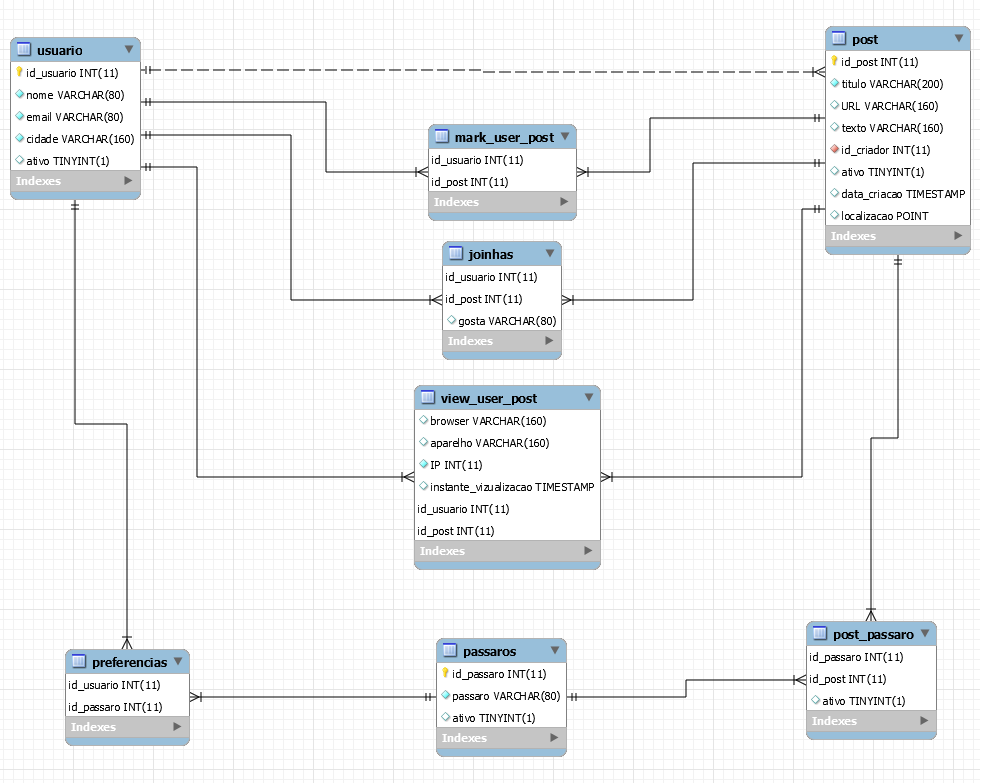 usuario
id_usuario INT(11)
nome VARCHAR(80)
email VARCHAR(80)
cidade VARCHAR(160)
ativo TINYINT(1)
Indexes
post
id_post INT(11)
titulo VARCHAR(200)
URL VARCHAR(160)
texto VARCHAR(160)
id_criador INT(11)
ativo TINYINT(1)
data_criacao TIMESTAMP
localizacao POINT
Indexes
mark_user_post
id_usuario INT(11)
id_post INT(11)
Indexes
joinhas
id_usuario INT(11)
id_post INT(11)
gosta VARCHAR(80)
Indexes
view_user_post
browser VARCHAR(160)
aparelho VARCHAR(160)
IP INT(11)
instante_vizualizacao TIMESTAMP
id_usuario INT(11)
id_post INT(11)
Indexes
preferencias
id_usuario INT(11)
id_passaro INT(11)
Indexes
passaros
id_passaro INT(11)
passaro VARCHAR(80)
ativo TINYINT(1)
Indexes
post_passaro
id_passaro INT(11)
id_post INT(11)
ativo TINYINT(1)
Indexes